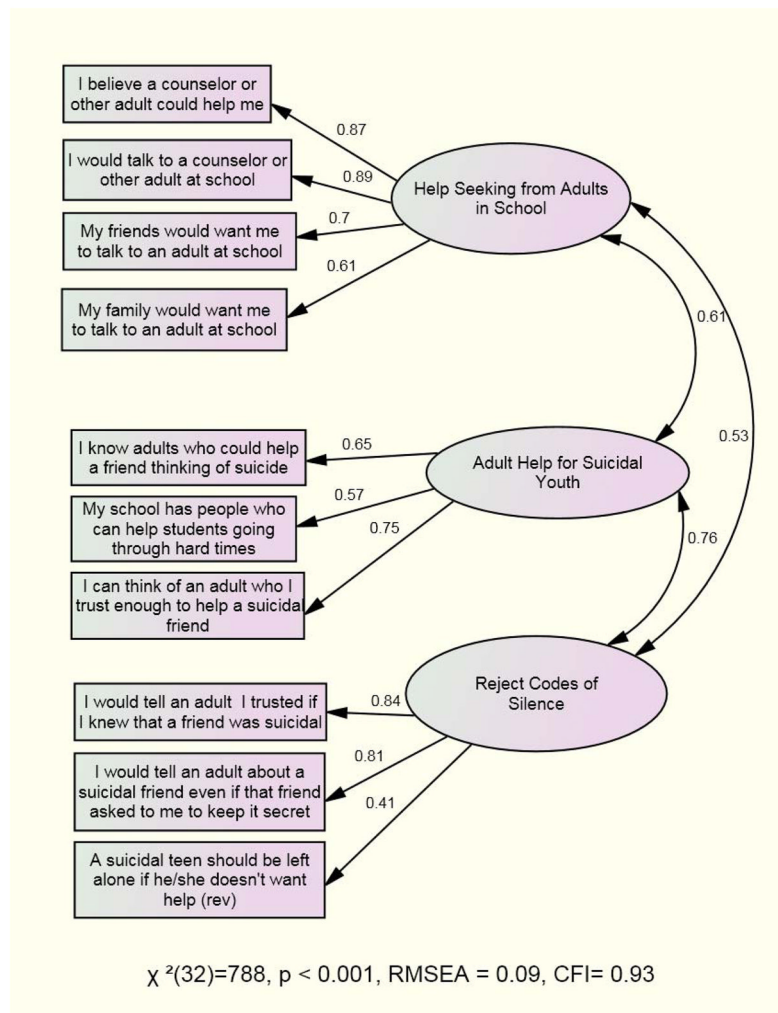 I believe a counselor or
other adult could help me
0.87
I would talk to a counselor or
other adult at school
0.89
Help Seeking from Adults
in School
My friends would want me
to talk to an adult at school
0.7
0.61
My family would want me
to talk to an adult at school
0.61
0.53
I know adults who could help
a friend thinking of suicide
0.65
Adult Help for Suicidal
Youth
My school has people who
can help students going
through hard times
0.57
0.75
0.76
I can think of an adult who I
trust enough to help a suicidal
friend
I would tell an adult I trusted if
I knew that a friend was suicidal
0.84
Reject Codes of
Silence
I would tell an adult about a
suicidal friend even if that friend
asked to me to keep it secret
0.81
0.41
A suicidal teen should be left
alone if he/she doesn't want
help (rev)
χ ²(32)=788, p < 0.001, RMSEA = 0.09, CFI= 0.93